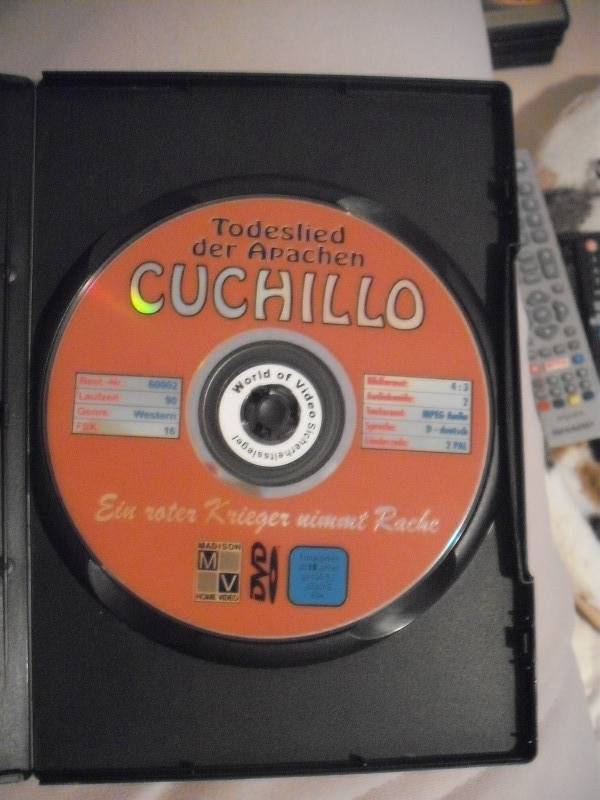 Todeslied
der Apachen
CUCHILLO
Best.-Nr. 60002
Laufzeit 90
Genre Western
FSK 16
World of Video Sicherheitssiegel
Bildformat: 4 : 3
Audiokanäle: 2
MPEG Audio
Sprache: D - deutsch
Ländercode: 2 PAL
Ein roter Krieger nimmt Rache
MADISON
M V
HOME VIDEO
DVD